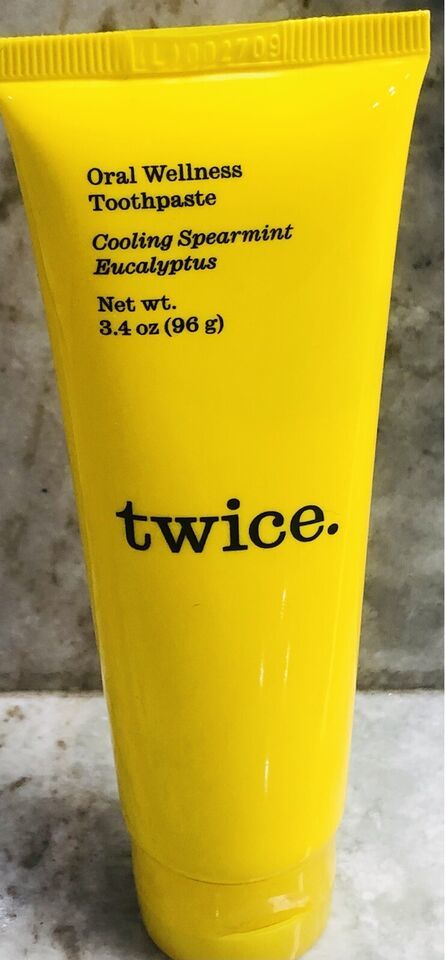 Oral Wellness
Toothpaste
Cooling Spearmint
Eucalyptus
Net wt.
3.4 oz (96 g)
twice.